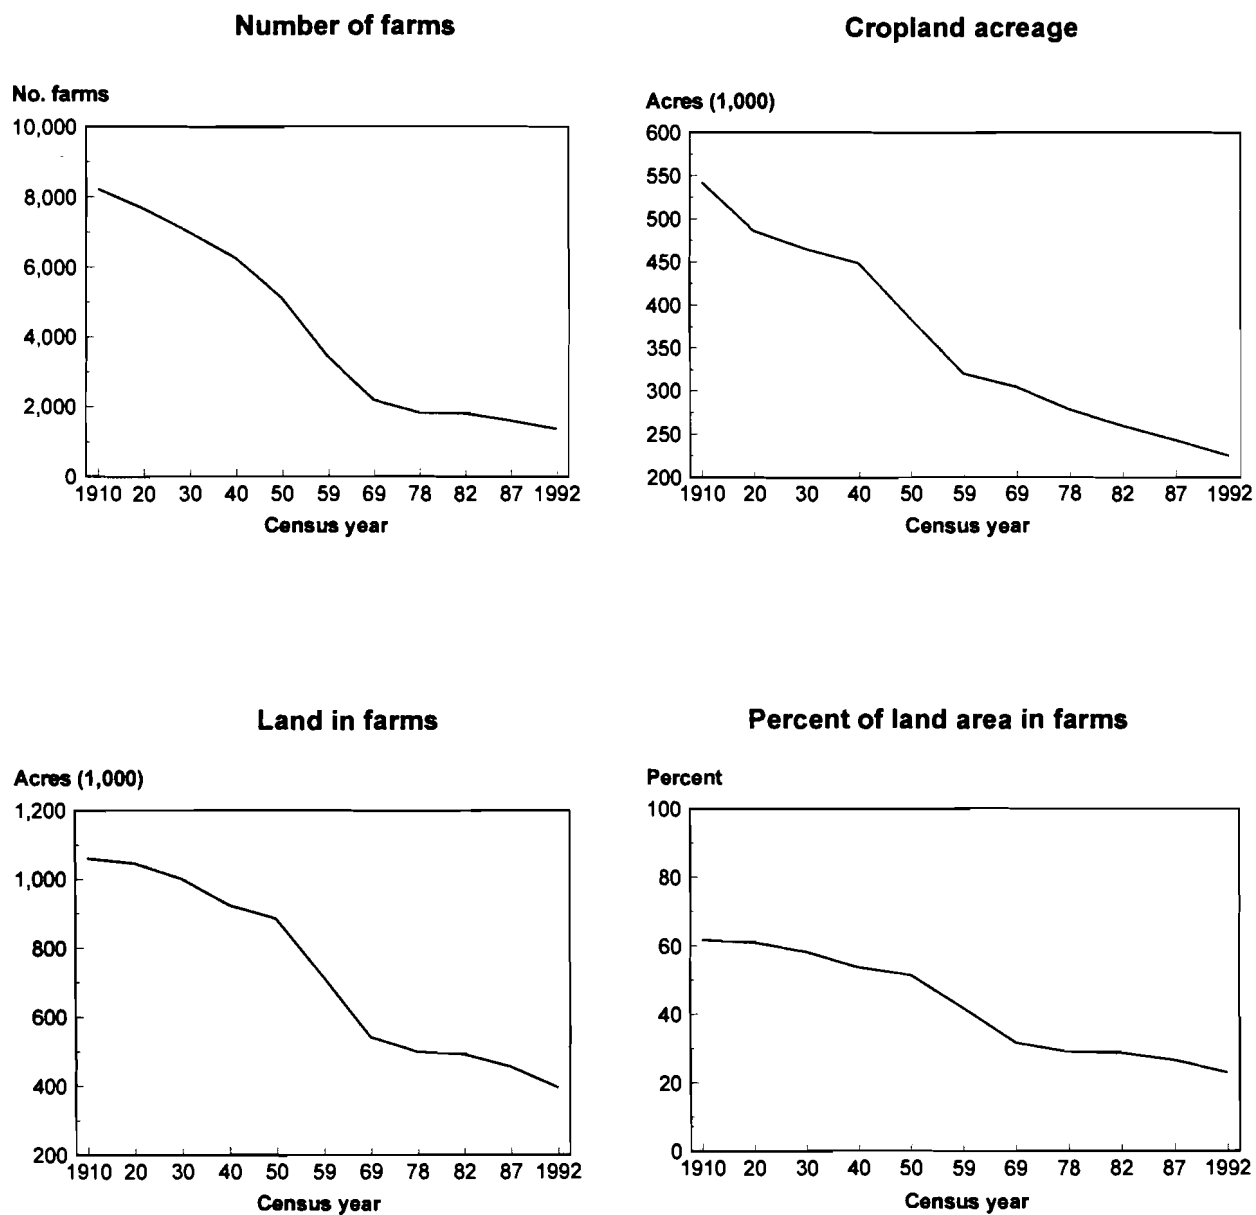 Number of farms
No. farms
10,000
8,000
6,000
4,000
2,000
0
1910 20 30 40 50 59 69 78 82 87 1992
Census year
Cropland acreage
Acres (1,000)
600
550
500
450
400
350
300
250
200
1910 20 30 40 50 59 69 78 82 87 1992
Census year
Land in farms
Acres (1,000)
1,200
1,000
800
600
400
200
1910 20 30 40 50 59 69 78 82 87 1992
Census year
Percent of land area in farms
Percent
100
80
60
40
20
0
1910 20 30 40 50 59 69 78 82 87 1992
Census year